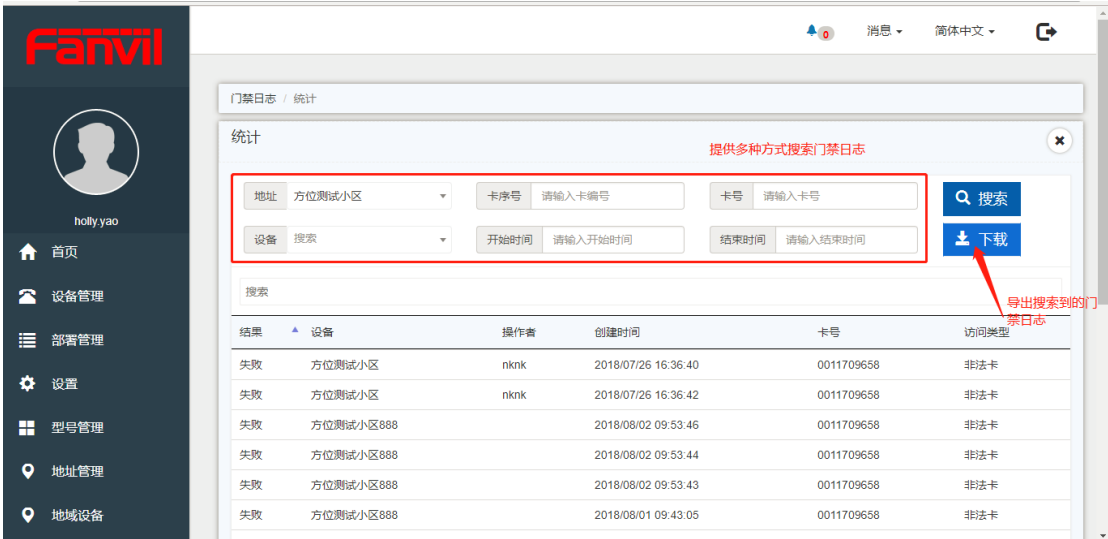 Fanvil
0
消息
简体中文
门禁日志 / 统计
统计
提供多种方式搜索门禁日志
地址 方位测试小区 卡序号 请输入卡编号 卡号 请输入卡号 搜索
holly.yao
设备 搜索 开始时间 请输入开始时间 结束时间 请输入结束时间 下载
首页
设备管理
部署管理
设置
型号管理
地址管理
地域设备
搜索
导出搜索到的门
禁日志
结果 设备 操作者 创建时间 卡号 访问类型
失败 方位测试小区 nknk 2018/07/26 16:36:40 0011709658 非法卡
失败 方位测试小区 nknk 2018/07/26 16:36:42 0011709658 非法卡
失败 方位测试小区888 2018/08/02 09:53:46 0011709658 非法卡
失败 方位测试小区888 2018/08/02 09:53:44 0011709658 非法卡
失败 方位测试小区888 2018/08/02 09:53:43 0011709658 非法卡
失败 方位测试小区888 2018/08/01 09:43:05 0011709658 非法卡